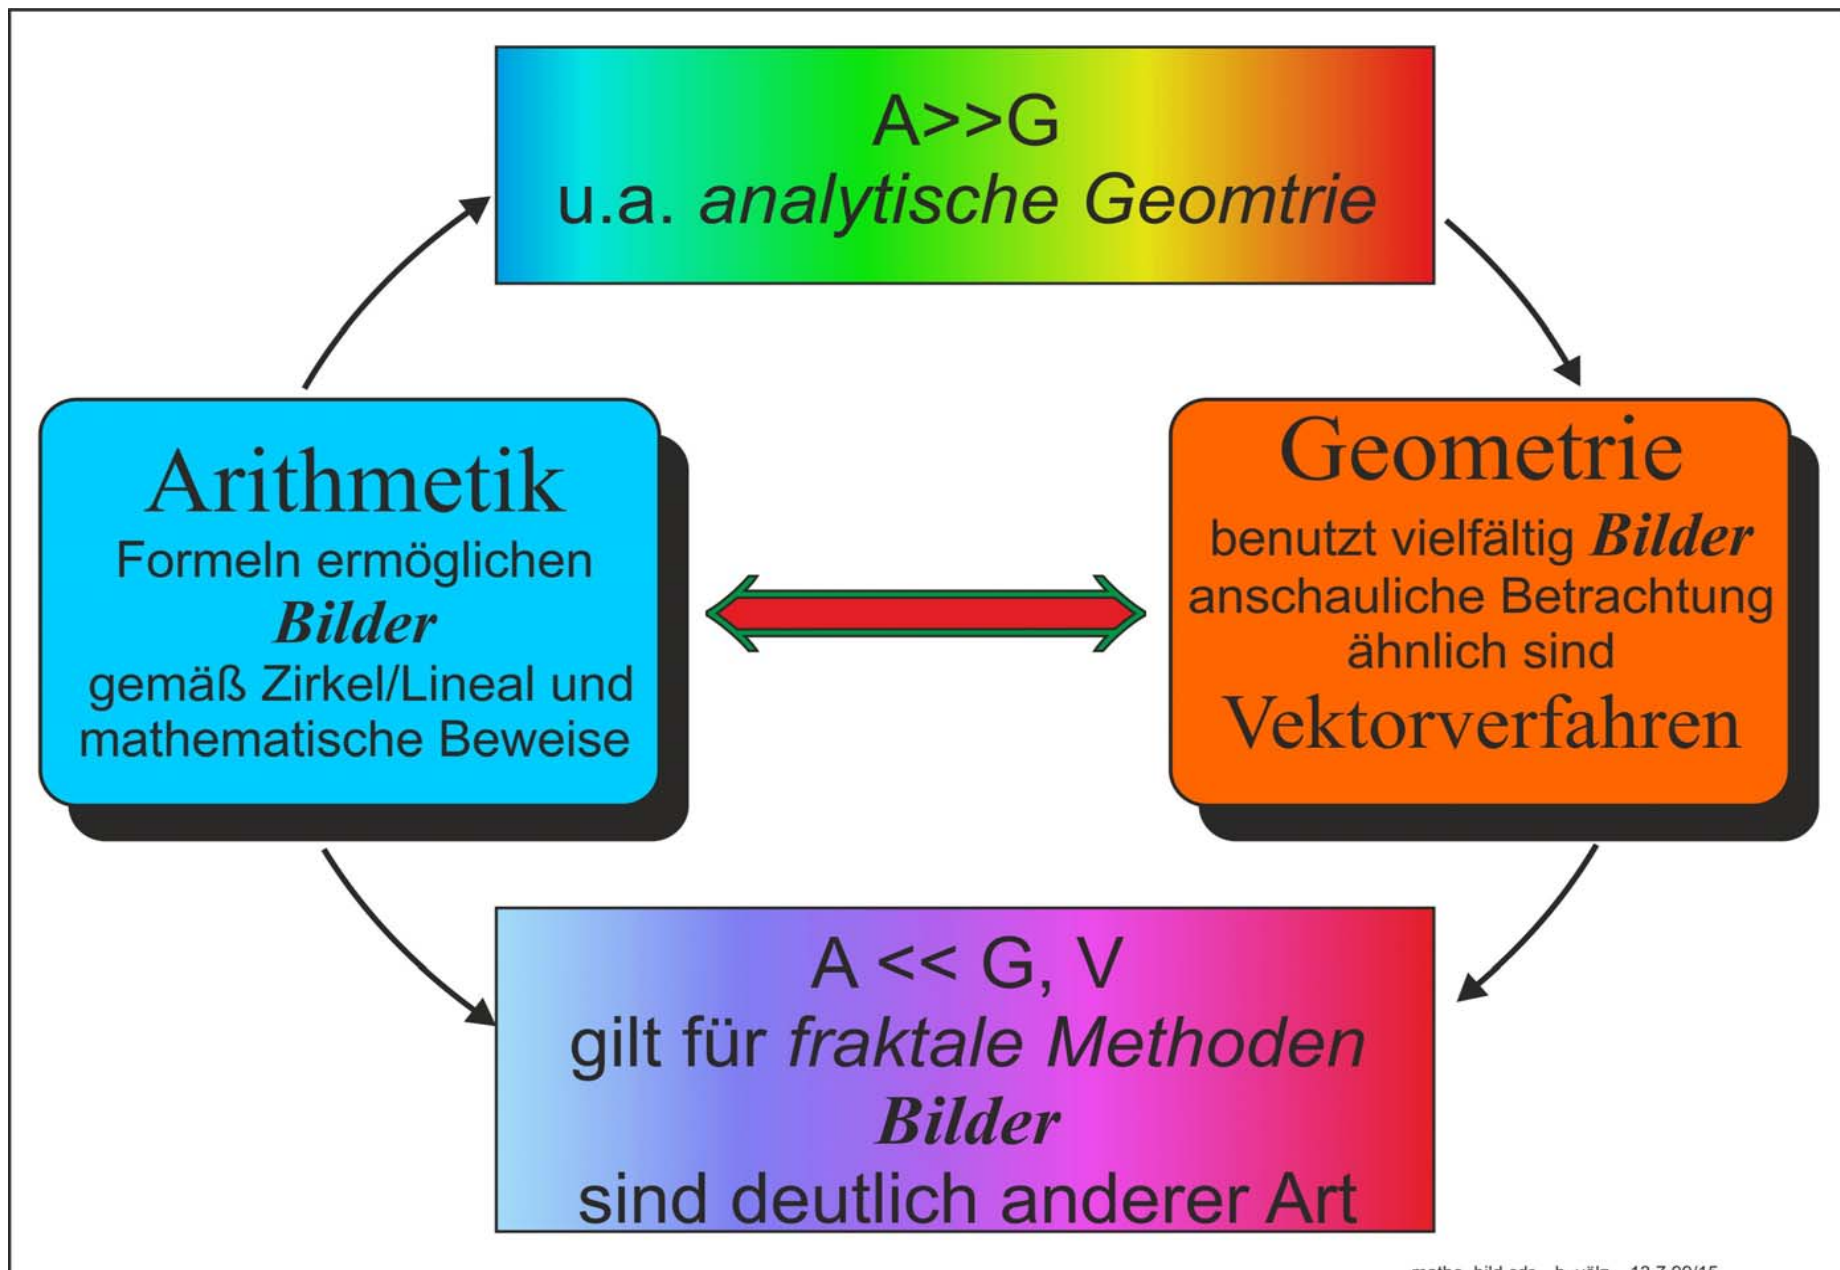 A>>G
u.a. analytische Geomtrie
Arithmetik
Formeln ermöglichen
Bilder
gemäß Zirkel/Lineal und
mathematische Beweise
Geometrie
benutzt vielfältig Bilder
anschauliche Betrachtung
ähnlich sind
Vektorverfahren
A << G, V
gilt für fraktale Methoden
Bilder
sind deutlich anderer Art